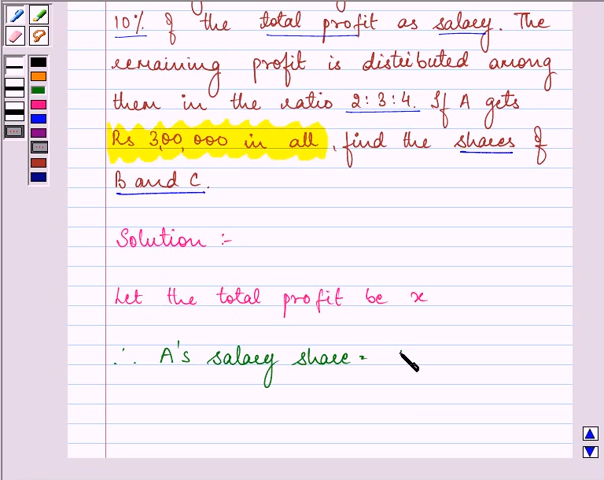 10% of the total profit as salary. The
remaining profit is distributed among
them in the ratio 2:3:4. If A gets
Rs 3,00,000 in all, find the shares of
B and C.
Solution :-
Let the total profit be x
∴ A's salary share =